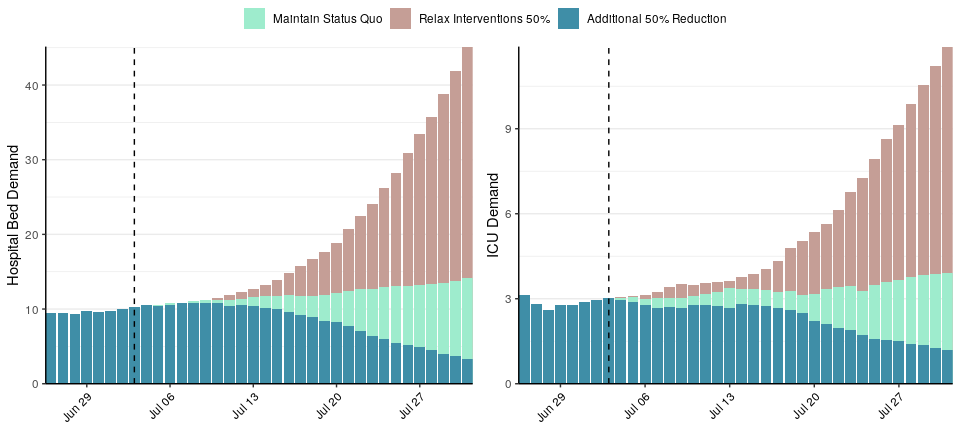 Maintain Status Quo Relax Interventions 50% Additional 50% Reduction
Hospital Bed Demand
40
30
20
10
0
Jun 29 Jul 06 Jul 13 Jul 20 Jul 27
ICU Demand
9
6
3
0
Jun 29 Jul 06 Jul 13 Jul 20 Jul 27